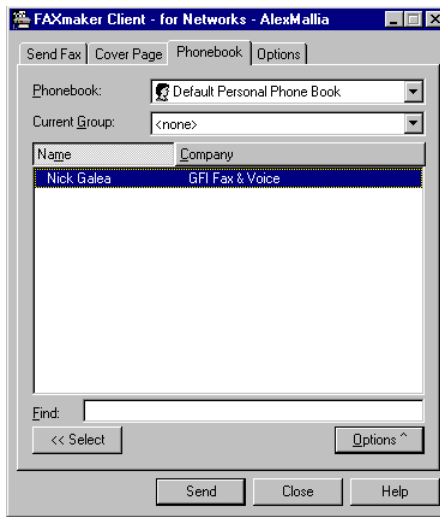 FAXmaker Client - for Networks - AlexMallia
Send Fax Cover Page Phonebook Options
Phonebook: Default Personal Phone Book
Current Group: <none>
Name Company
Nick Galea GFI Fax & Voice
Find:
<< Select Options ^
Send Close Help